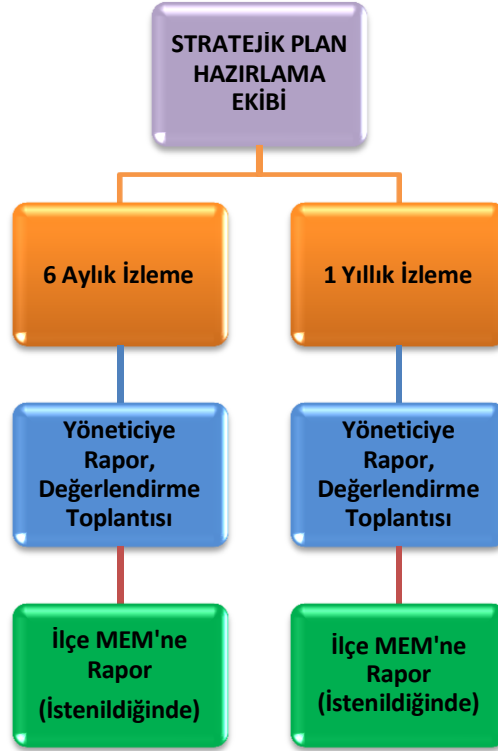 STRATEJİK PLAN
HAZIRLAMA
EKİBİ
6 Aylık İzleme
1 Yıllık İzleme
Yöneticiye
Rapor,
Değerlendirme
Toplantısı
Yöneticiye
Rapor,
Değerlendirme
Toplantısı
İlçe MEM'ne
Rapor
(İstenildiğinde)
İlçe MEM'ne
Rapor
(İstenildiğinde)